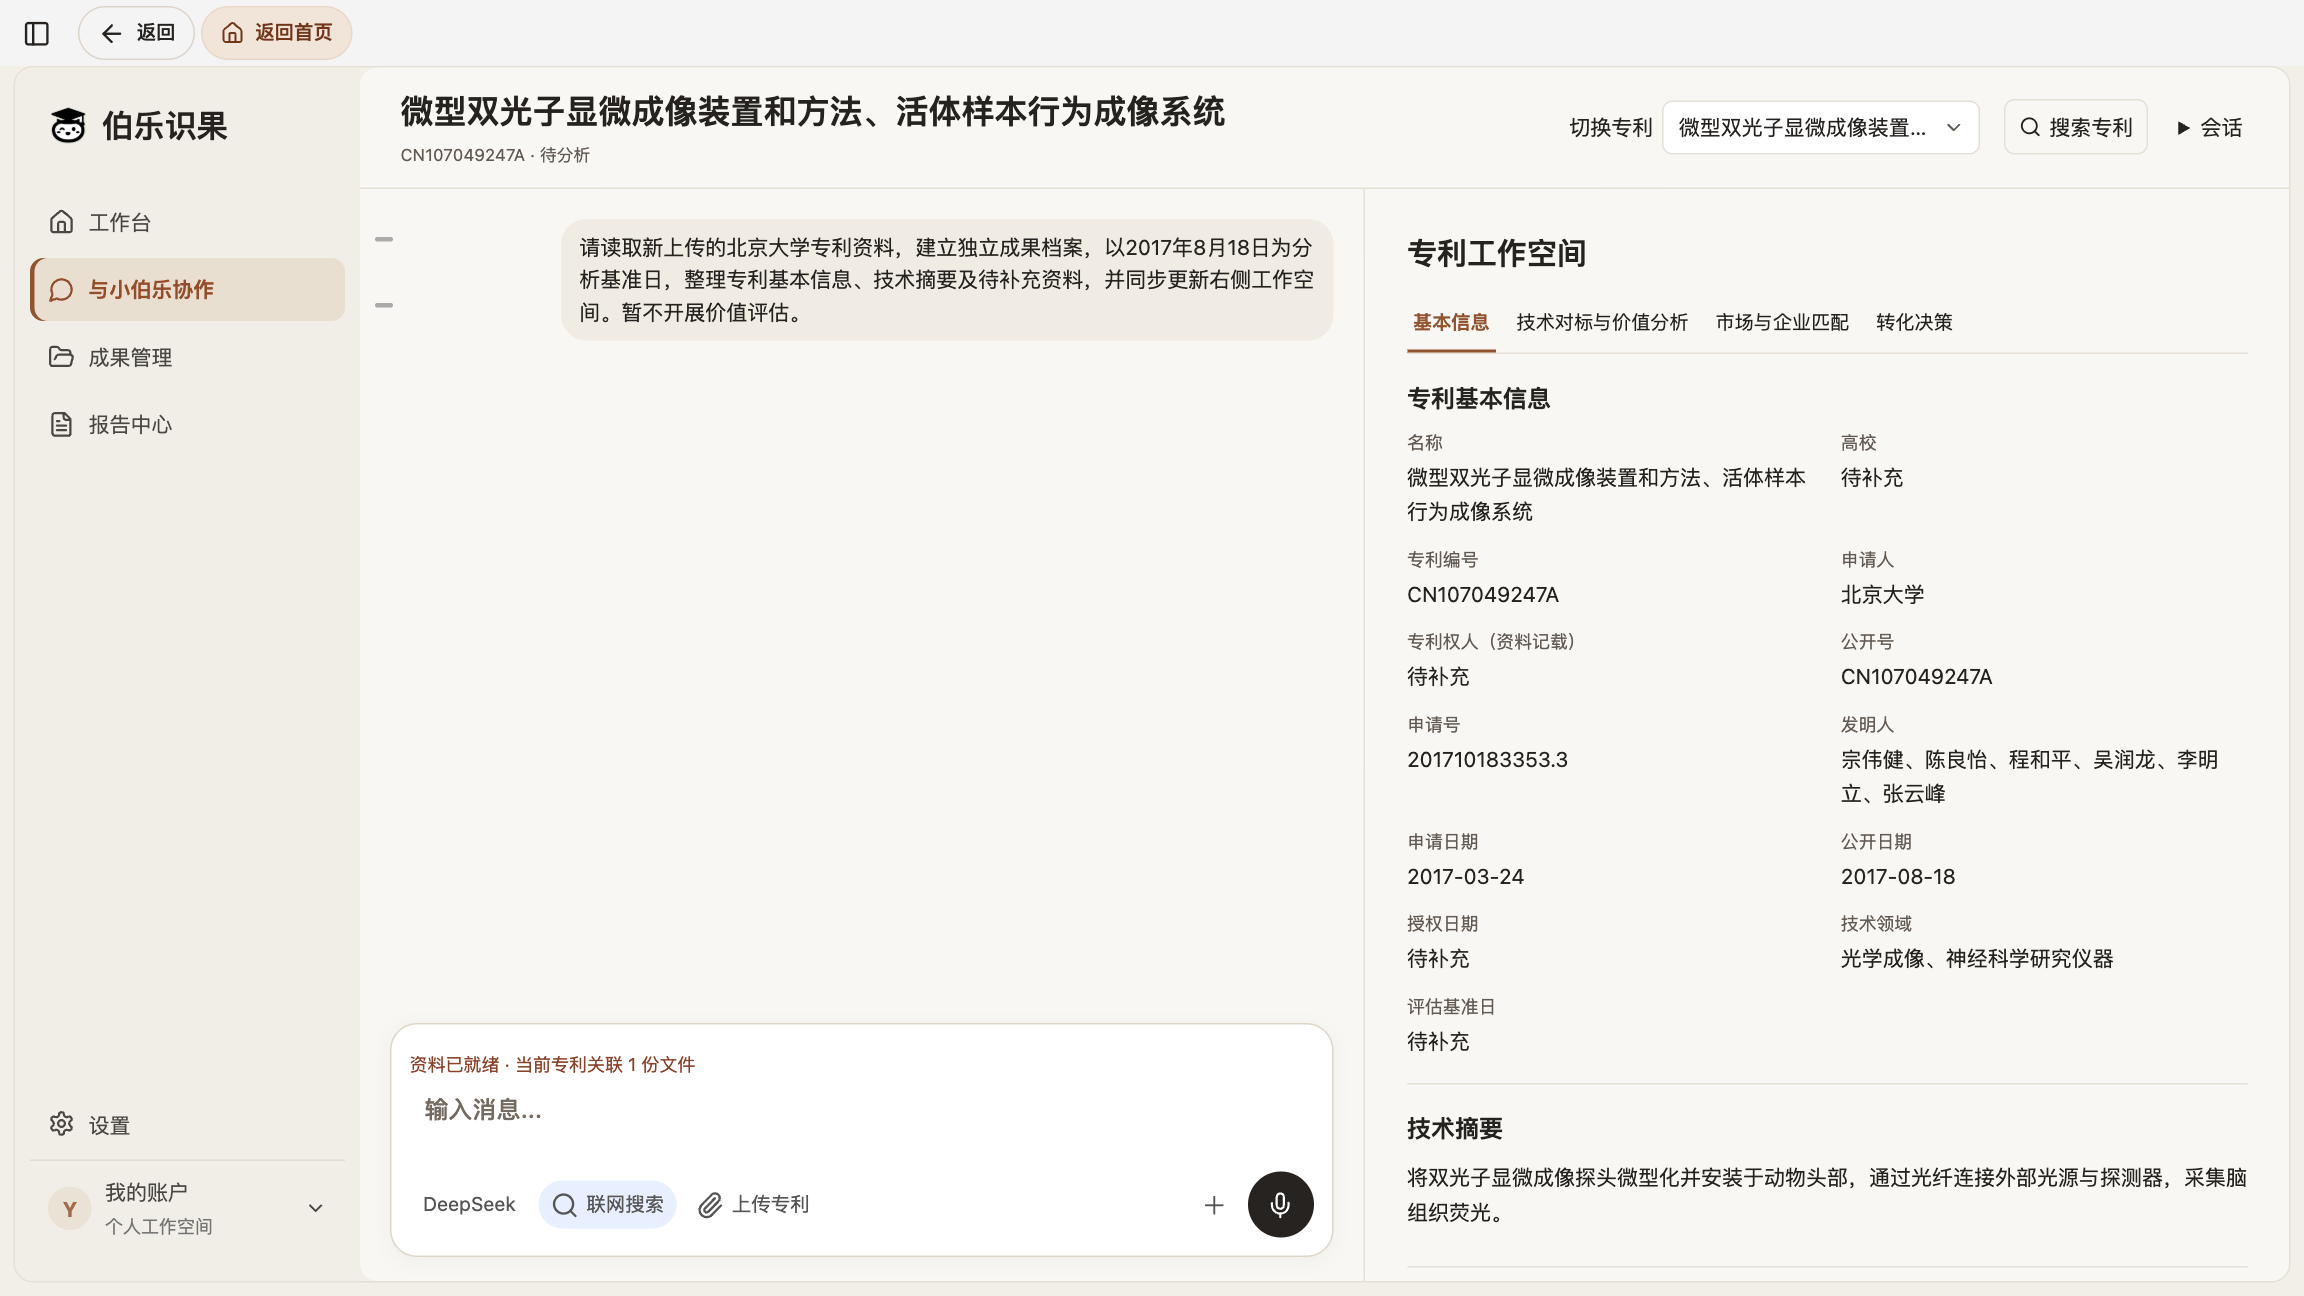 返回
返回首页
伯乐识果
工作台
与小伯乐协作
成果管理
报告中心
设置
Y
我的账户
个人工作空间
微型双光子显微成像装置和方法、活体样本行为成像系统
CN107049247A · 待分析
切换专利
微型双光子显微成像装置...
搜索专利
会话
请读取新上传的北京大学专利资料，建立独立成果档案，以2017年8月18日为分
析基准日，整理专利基本信息、技术摘要及待补充资料，并同步更新右侧工作空
间。暂不开展价值评估。
资料已就绪 · 当前专利关联 1 份文件
输入消息...
DeepSeek
联网搜索
上传专利
专利工作空间
基本信息
技术对标与价值分析
市场与企业匹配
转化决策
专利基本信息
名称
微型双光子显微成像装置和方法、活体样本
行为成像系统
高校
待补充
专利编号
CN107049247A
申请人
北京大学
专利权人（资料记载）
待补充
公开号
CN107049247A
申请号
201710183353.3
发明人
宗伟健、陈良怡、程和平、吴润龙、李明
立、张云峰
申请日期
2017-03-24
公开日期
2017-08-18
授权日期
待补充
技术领域
光学成像、神经科学研究仪器
评估基准日
待补充
技术摘要
将双光子显微成像探头微型化并安装于动物头部，通过光纤连接外部光源与探测器，采集脑
组织荧光。